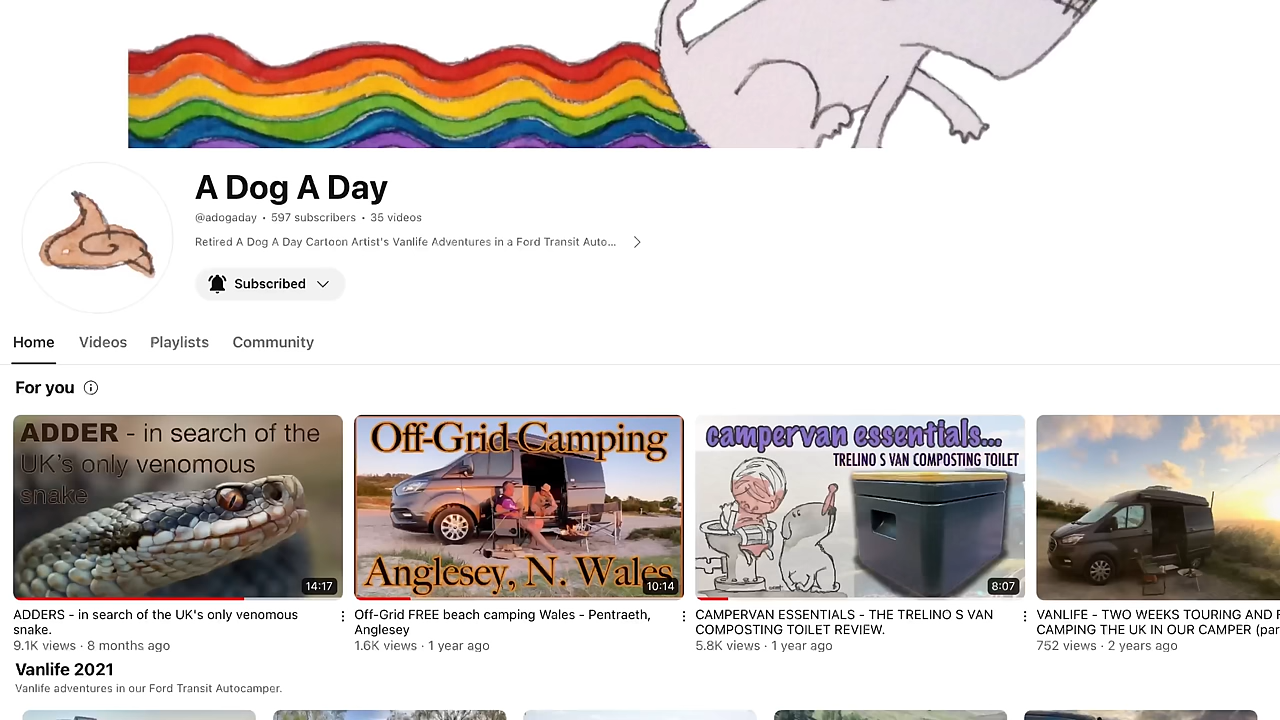 A Dog A Day
@adogaday • 597 subscribers • 35 videos
Retired A Dog A Day Cartoon Artist's Vanlife Adventures in a Ford Transit Auto...
Subscribed
Home Videos Playlists Community
For you
ADDER - in search of the
UK's only venomous
snake
14:17
Off-Grid Camping
Anglesey, N. Wales
10:14
campervan essentials...
TRELINO S VAN COMPOSTING TOILET
8:07
ADDERS - in search of the UK's only venomous
snake.
9.1K views • 8 months ago
Off-Grid FREE beach camping Wales - Pentraeth,
Anglesey
1.6K views • 1 year ago
CAMPERVAN ESSENTIALS - THE TRELINO S VAN
COMPOSTING TOILET REVIEW.
5.8K views • 1 year ago
VANLIFE - TWO WEEKS TOURING AND
CAMPING THE UK IN OUR CAMPER (par
752 views • 2 years ago
Vanlife 2021
Vanlife adventures in our Ford Transit Autocamper.